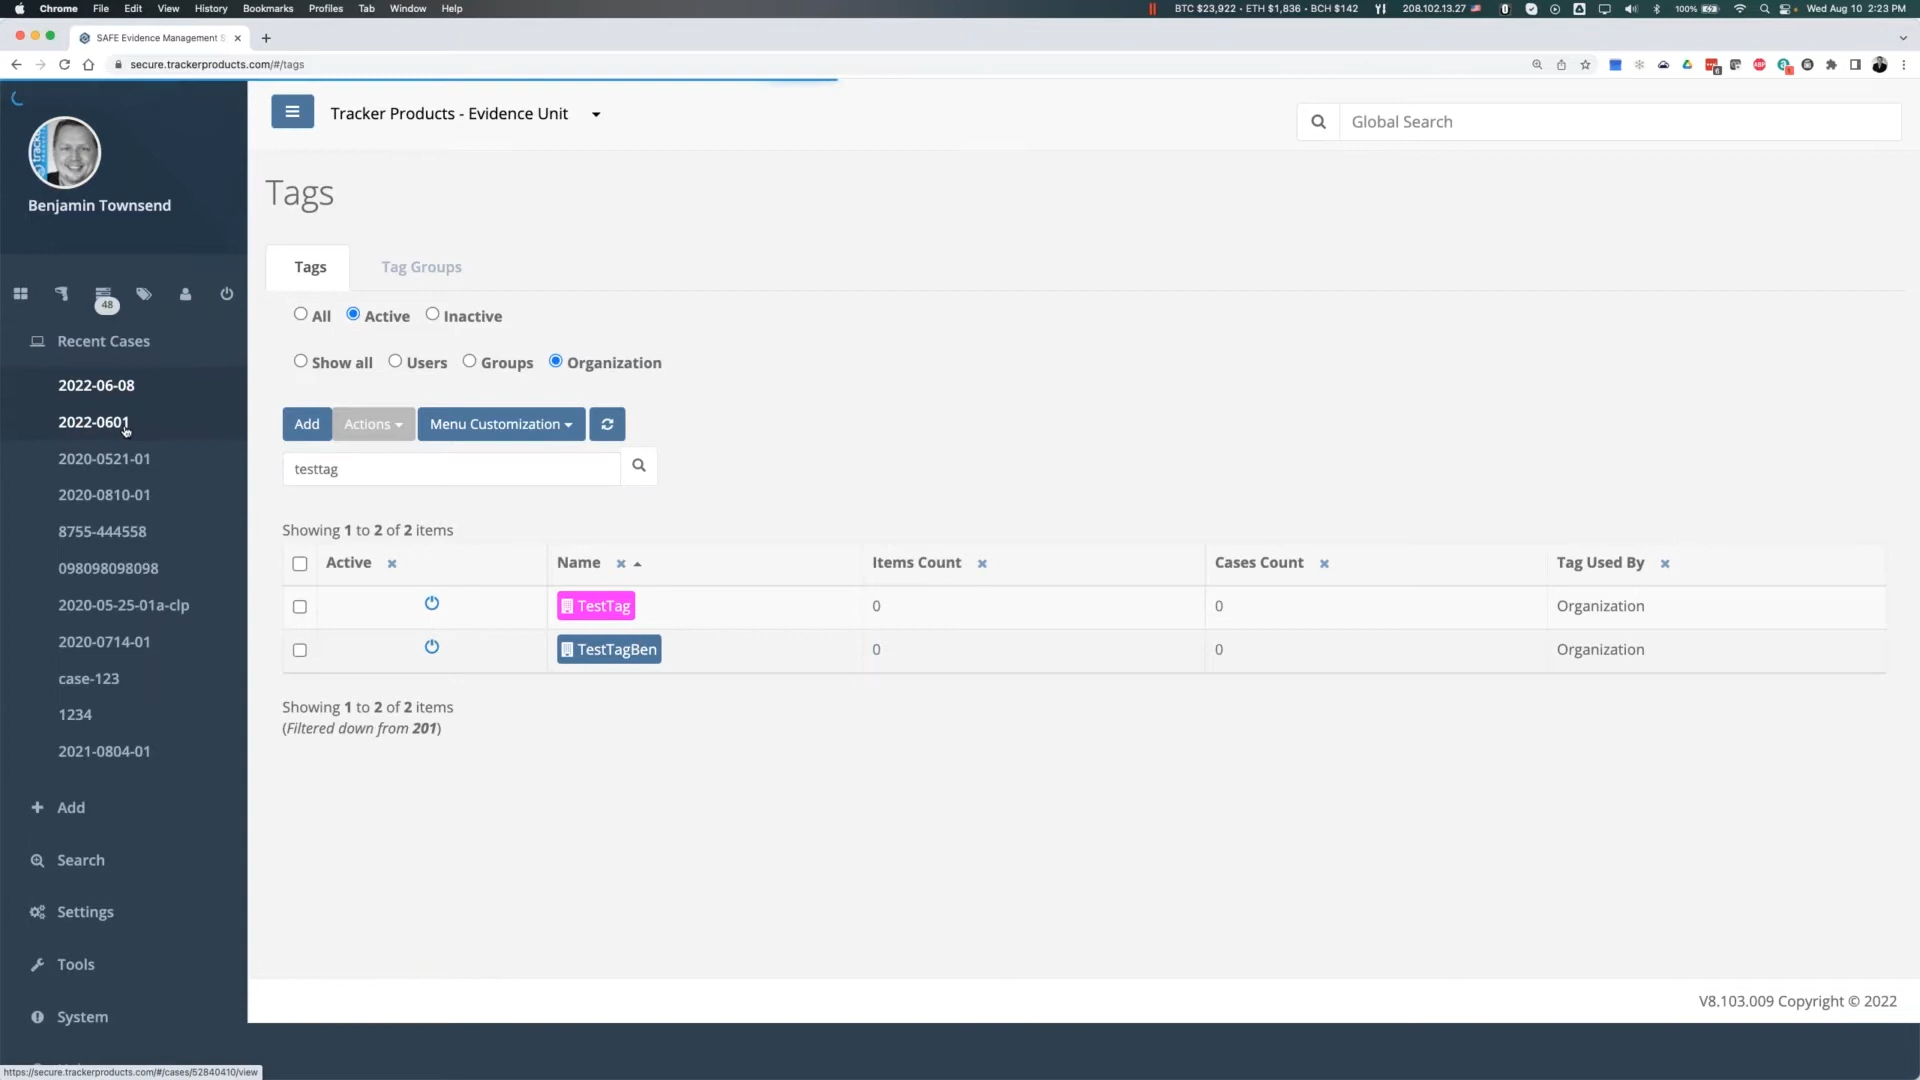 Chrome File Edit View History Bookmarks Profiles Tab Window Help BTC $23,922 • ETH $1,836 • BCH $142 208.102.13.27 100% Wed Aug 10 2:23 PM
SAFE Evidence Management S
secure.trackerproducts.com/#/tags
Tracker Products - Evidence Unit
Global Search
Benjamin Townsend
48
Recent Cases
2022-06-08
2022-0601
2020-0521-01
2020-0810-01
8755-444558
098098098098
2020-05-25-01a-clp
2020-0714-01
case-123
1234
2021-0804-01
Add
Search
Settings
Tools
System
Tags
Tags Tag Groups
All Active Inactive
Show all Users Groups Organization
Add Actions Menu Customization
testtag
Showing 1 to 2 of 2 items
Active Name Items Count Cases Count Tag Used By
TestTag 0 0 Organization
TestTagBen 0 0 Organization
Showing 1 to 2 of 2 items
(Filtered down from 201)
V8.103.009 Copyright © 2022
https://secure.trackerproducts.com/#/cases/52840410/view